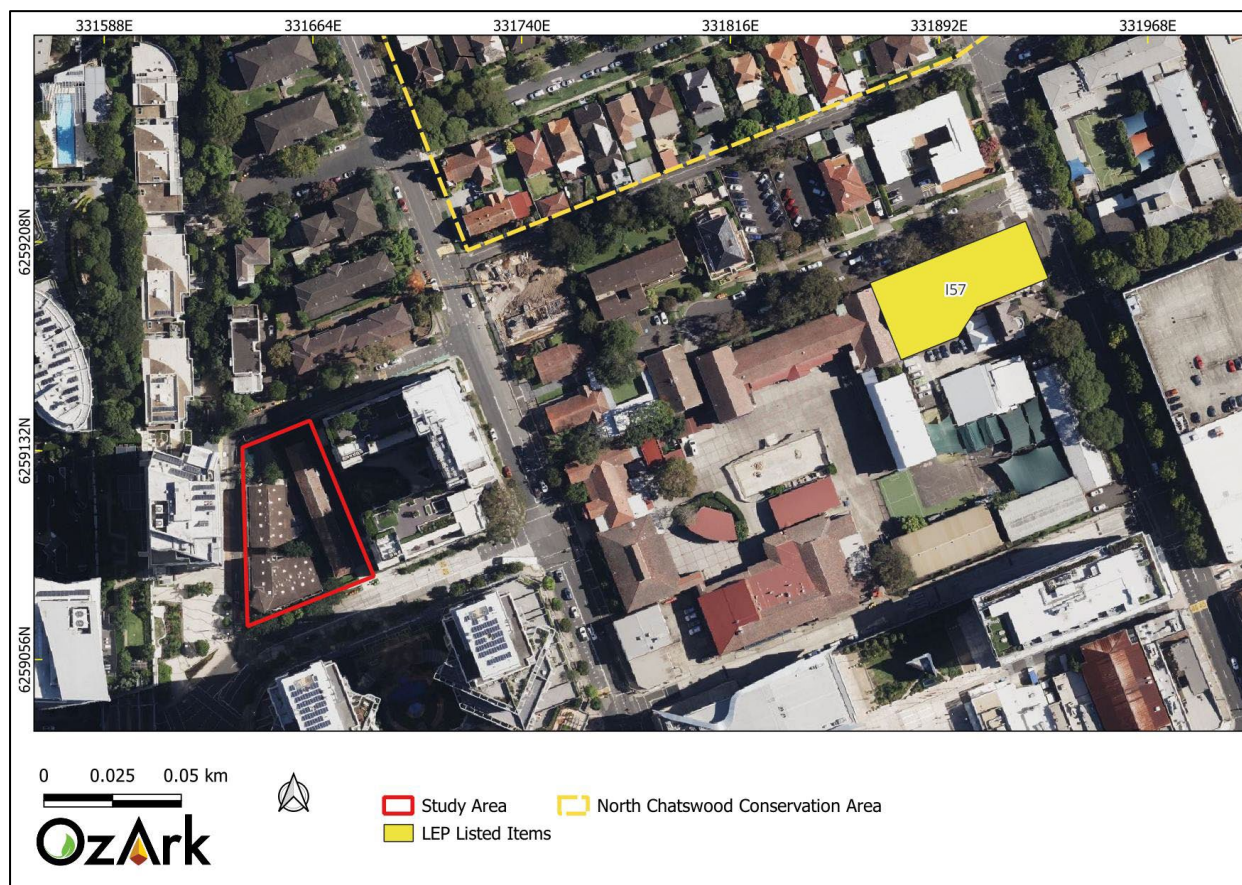 331588E 331664E 331740E 331816E 331892E 331968E
6259208N
I57
6259132N
6259056N
0 0.025 0.05 km
Study Area North Chatswood Conservation Area
LEP Listed Items
OzArk